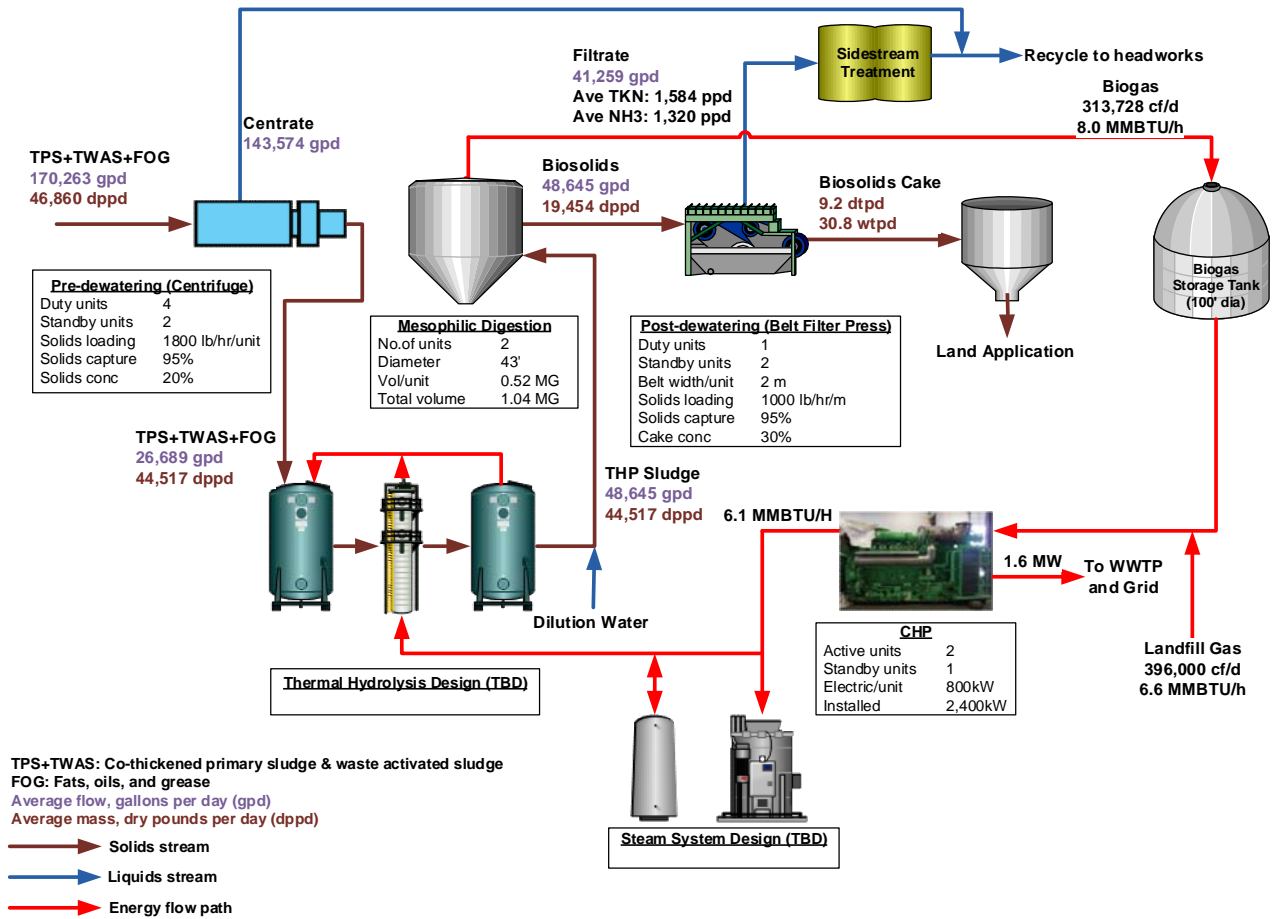 Filtrate
41,259 gpd
Ave TKN: 1,584 ppd
Ave NH3: 1,320 ppd
Sidestream
Treatment
Recycle to headworks
Biogas
313,728 cf/d
8.0 MMBTU/h
Centrate
143,574 gpd
TPS+TWAS+FOG
170,263 gpd
46,860 dppd
Biosolids
48,645 gpd
19,454 dppd
Biosolids Cake
9.2 dtpd
30.8 wtpd
Biogas
Storage Tank
(100' dia)
Pre-dewatering (Centrifuge)
Duty units 4
Standby units 2
Solids loading 1800 lb/hr/unit
Solids capture 95%
Solids conc 20%
Mesophilic Digestion
No.of units 2
Diameter 43'
Vol/unit 0.52 MG
Total volume 1.04 MG
Post-dewatering (Belt Filter Press)
Duty units 1
Standby units 2
Belt width/unit 2 m
Solids loading 1000 lb/hr/m
Solids capture 95%
Cake conc 30%
Land Application
TPS+TWAS+FOG
26,689 gpd
44,517 dppd
THP Sludge
48,645 gpd
44,517 dppd
6.1 MMBTU/H
1.6 MW
To WWTP
and Grid
Dilution Water
CHP
Active units 2
Standby units 1
Electric/unit 800kW
Installed 2,400kW
Landfill Gas
396,000 cf/d
6.6 MMBTU/h
Thermal Hydrolysis Design (TBD)
Steam System Design (TBD)
TPS+TWAS: Co-thickened primary sludge & waste activated sludge
FOG: Fats, oils, and grease
Average flow, gallons per day (gpd)
Average mass, dry pounds per day (dppd)
Solids stream
Liquids stream
Energy flow path